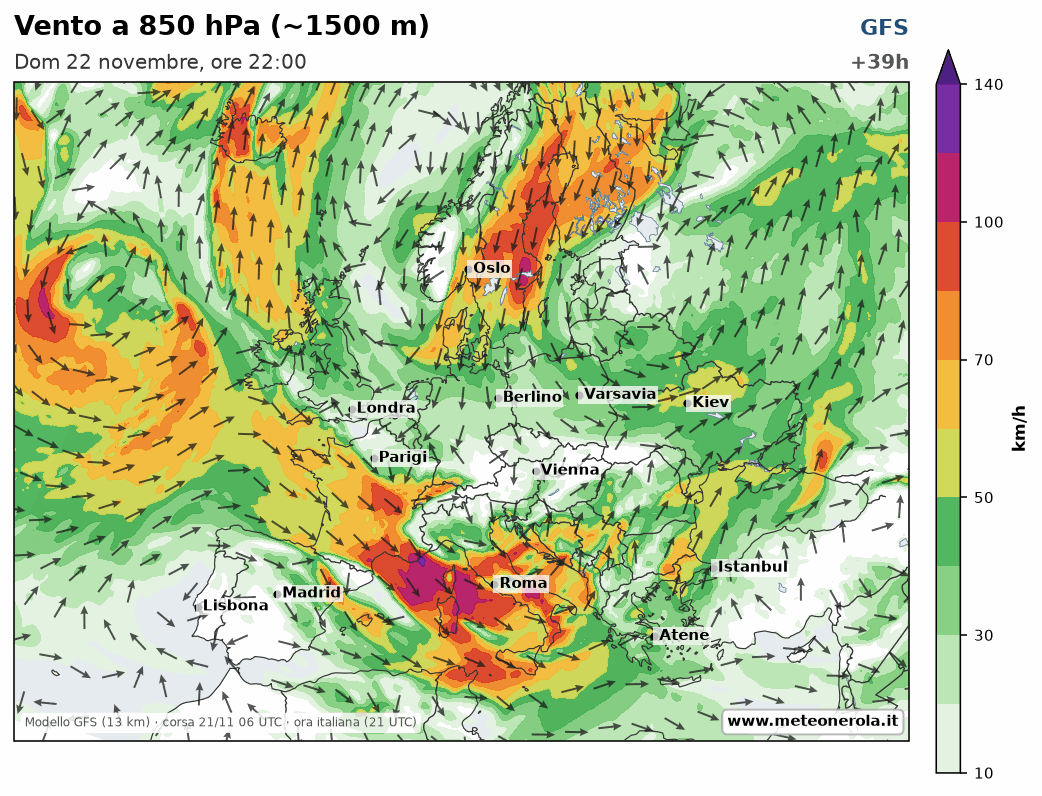 Vento a 850 hPa (~1500 m)
GFS
Dom 22 novembre, ore 22:00
+39h
140
100
70
50
30
10
km/h
Oslo
Berlino
Varsavia
Kiev
Londra
Parigi
Vienna
Istanbul
Roma
Madrid
Lisbona
Atene
Modello GFS (13 km) · corsa 21/11 06 UTC · ora italiana (21 UTC)
www.meteonerola.it